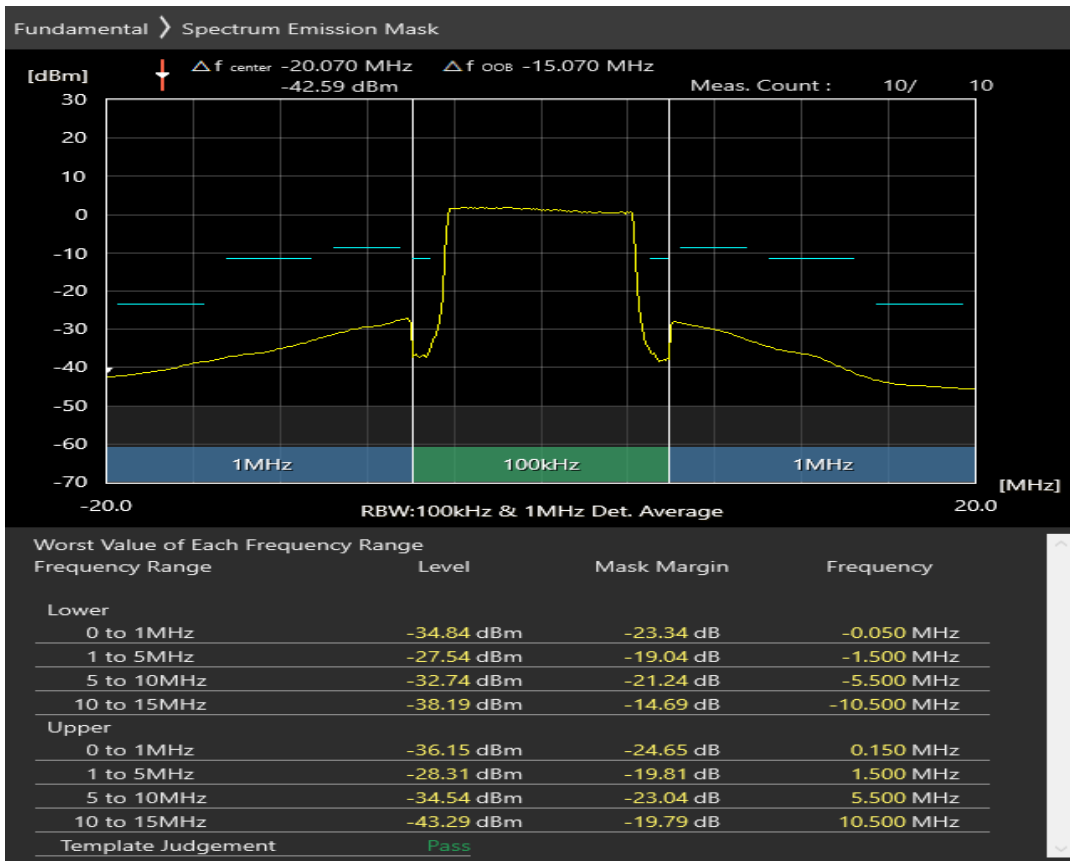 Fundamental ❯ Spectrum Emission Mask
△f center -20.070 MHz △f OOB -15.070 MHz
[dBm]
-42.59 dBm Meas. Count : 10/ 10
30
20
10
0
-10
-20
-30
-40
-50
-60
1MHz 100kHz 1MHz
-70
[MHz]
-20.0 RBW:100kHz & 1MHz Det. Average 20.0
Worst Value of Each Frequency Range
Frequency Range Level Mask Margin Frequency
Lower
0 to 1MHz -34.84 dBm -23.34 dB -0.050 MHz
1 to 5MHz -27.54 dBm -19.04 dB -1.500 MHz
5 to 10MHz -32.74 dBm -21.24 dB -5.500 MHz
10 to 15MHz -38.19 dBm -14.69 dB -10.500 MHz
Upper
0 to 1MHz -36.15 dBm -24.65 dB 0.150 MHz
1 to 5MHz -28.31 dBm -19.81 dB 1.500 MHz
5 to 10MHz -34.54 dBm -23.04 dB 5.500 MHz
10 to 15MHz -43.29 dBm -19.79 dB 10.500 MHz
Template Judgement Pass